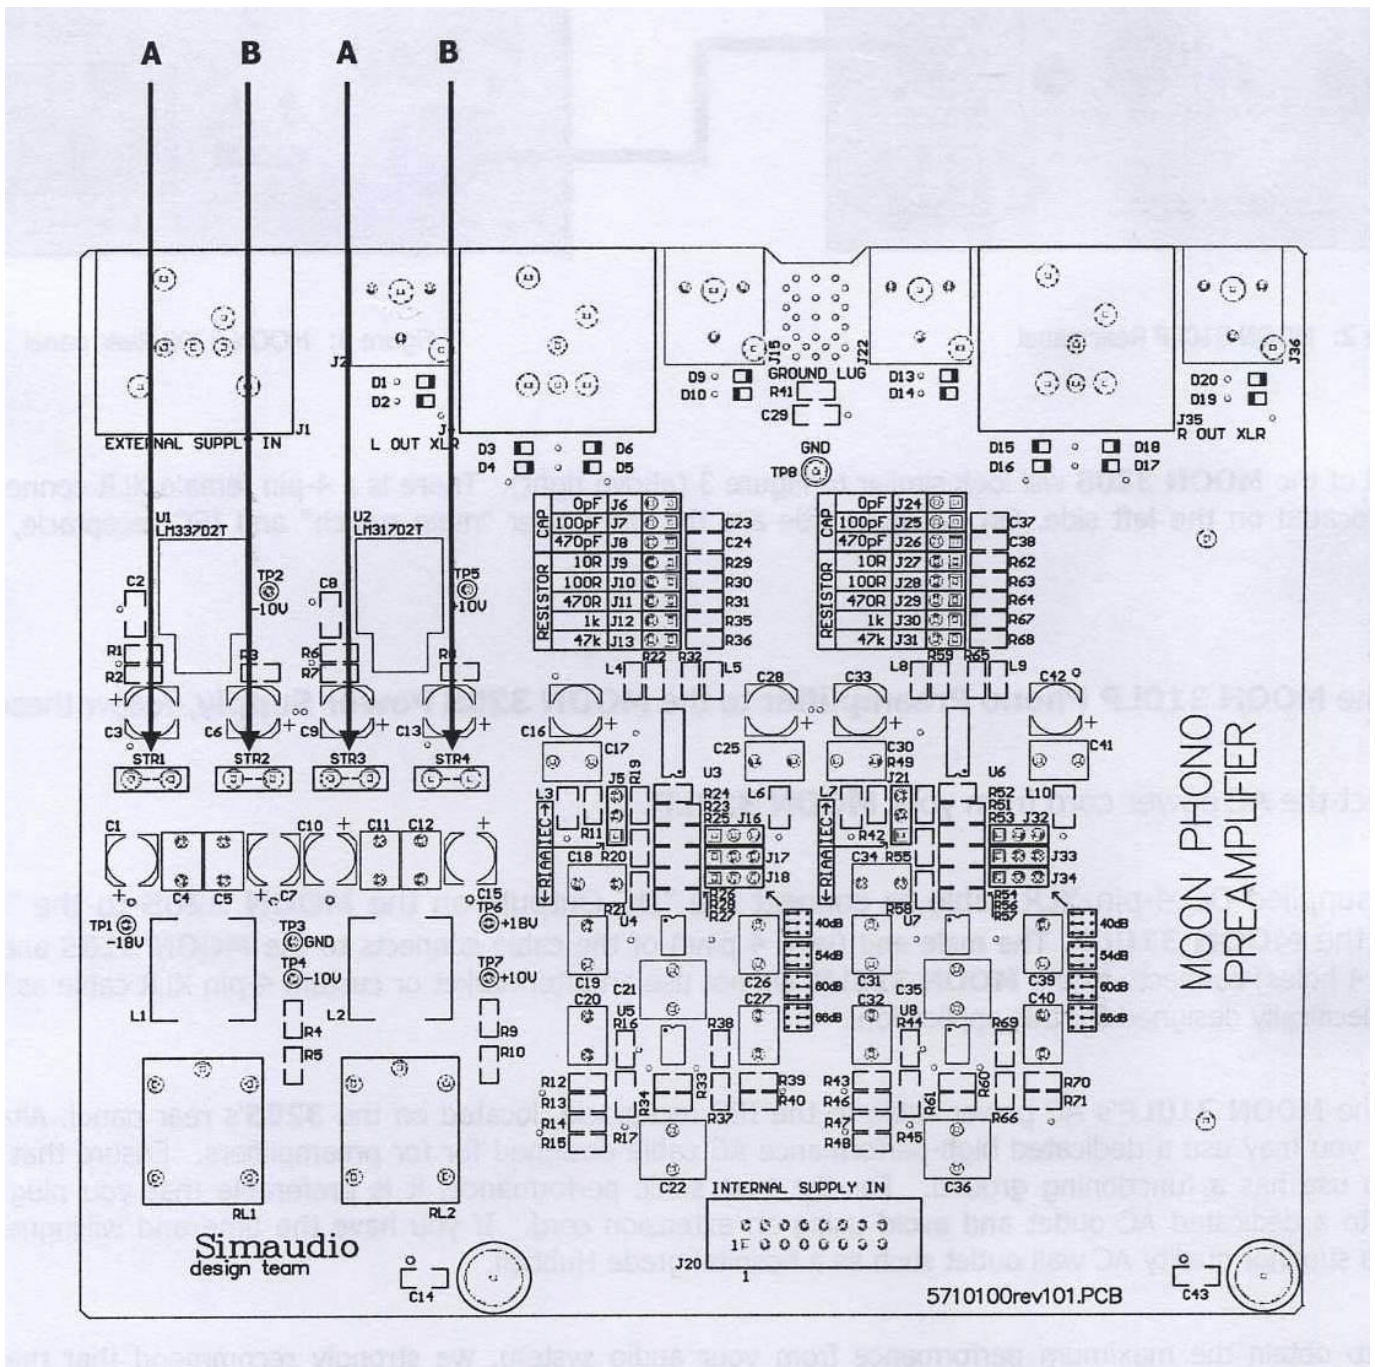 A B A B
J2
J15
J22
J36
J1
J35
D1
D2
D9
D10
GROUND LUG
R41
C29
D13
D14
D20
D19
EXTERNAL SUPPLY IN
L OUT XLR
R OUT XLR
D3 D6
D4 D5
GND
TP8
D15 D18
D16 D17
U1
LM337D2T
U2
LM317D2T
CAP
0pF J6
100pF J7
470pF J8
RESISTOR
10R J9
100R J10
470R J11
1k J12
47k J13
C23
C24
R29
R30
R31
R35
R36
CAP
0pF J24
100pF J25
470pF J26
RESISTOR
10R J27
100R J28
470R J29
1k J30
47k J31
C37
C38
R62
R63
R64
R67
R68
C2
TP2
-10V
C8
TP5
+10V
R1
R2
R3
R6
R7
L4 R22 R32 L5
L8 R59 R65 L9
C3 C6 C9 C13
C16
C17
C28
C25
C33
C30
R49
C42
C41
STR1 STR2 STR3 STR4
L3 J5 R19
U3
R24
R23
R25 J16
J17
J18
R11
C18 R20
R26
R28
R27
RIAA IEC
L6 L7 J21
U6
R52
R51
R53 J32
J33
J34
L10
R42
C34 R55
R54
R57
RIAA IEC
C1 C4 C5 C7 C10 C11 C12 C15
TP1
-18V
TP3
GND
TP4
-10V
TP6
+18V
TP7
+10V
L1 L2
R4
R5
R9
R10
R21 U4
R58 U7
40dB
54dB
60dB
66dB
40dB
54dB
60dB
66dB
C19
C20
C21
U5
R16
C26
C27
R38
C31
C32
C35
U8
R44
C39
C40
R69
R12
R13
R14
R15
R17
R34
R33
R37
R39
R40
R43
R46
R47
R48
R45
R61
R60
R66
R70
R71
RL1 RL2
C22
INTERNAL SUPPLY IN
C36
J20
1
Simaudio
design team
C14
5710100rev101.PCB
C43
MOON PHONO
PREAMPLIFIER